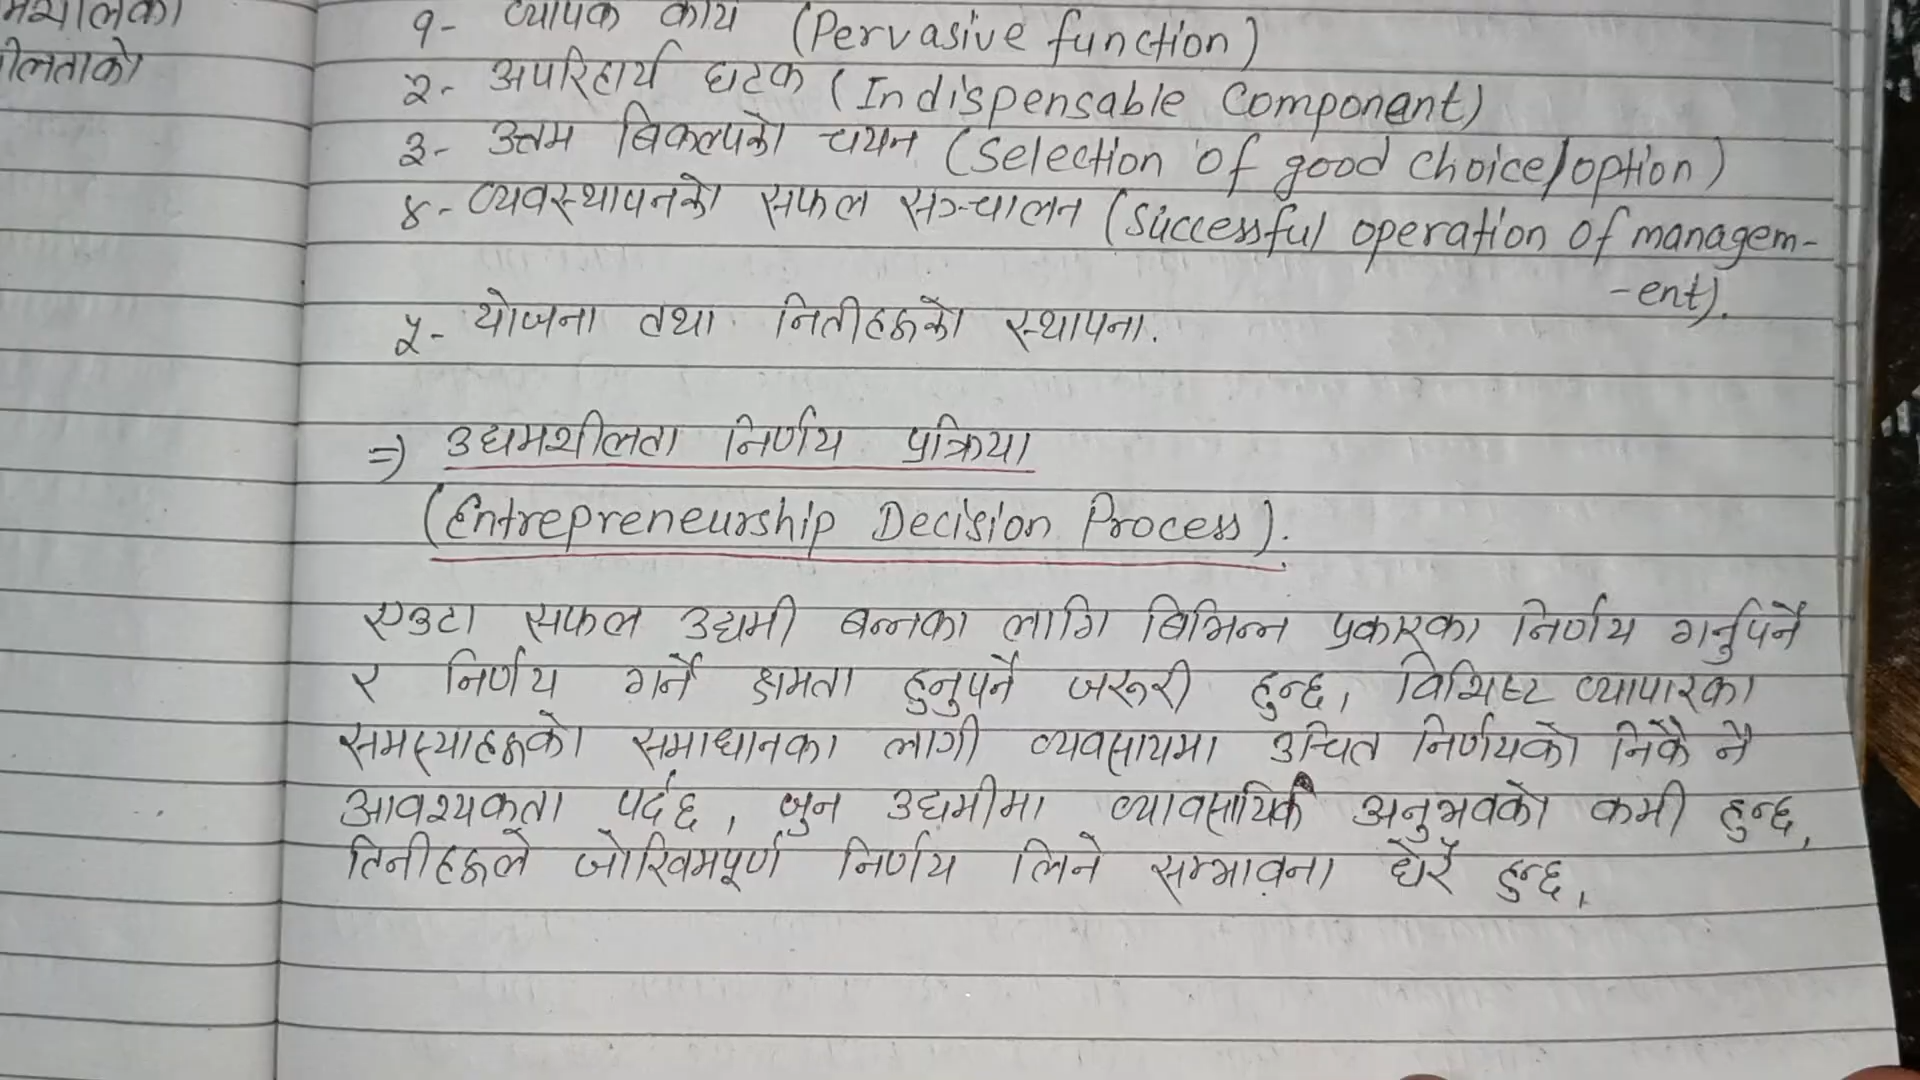 मशीलका
ीलताको
१- व्यापक कार्य (Pervasive function)
२- अपरिहार्य घटक (Indispensable Component)
३- उत्तम बिकल्पको चयन (Selection of good choice/option)
४- व्यवस्थापनको सफल सञ्चालन (Successful operation of managem-
-ent).
५- योजना तथा नितीहरूको स्थापना.
=> उद्यमशीलता निर्णय प्रक्रिया
(Entrepreneurship Decision Process).
एउटा सफल उद्यमी बन्नका लागि बिभिन्न प्रकारका निर्णय गर्नुपर्ने
र निर्णय गर्ने क्षमता हुनुपर्ने जरूरी हुन्छ, विशिष्ट व्यापारका
समस्याहरूको समाधानका लागी व्यवसायमा उचित निर्णयको निकै नै
आवश्यकता पर्दछ, जुन उद्यमीमा व्यावसायिक अनुभवको कमी हुन्छ,
तिनीहरूले जोखिमपूर्ण निर्णय लिने सम्भावना धेरै हुन्छ,